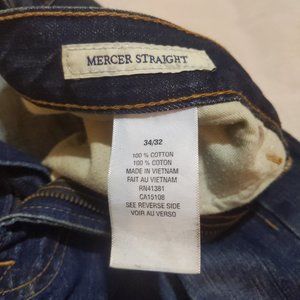 MERCER STRAIGHT
34/32
100 % COTTON
100 % COTON
MADE IN VIETNAM
FAIT AU VIETNAM
RN41381
CA15108
SEE REVERSE SIDE
VOIR AU VERSO